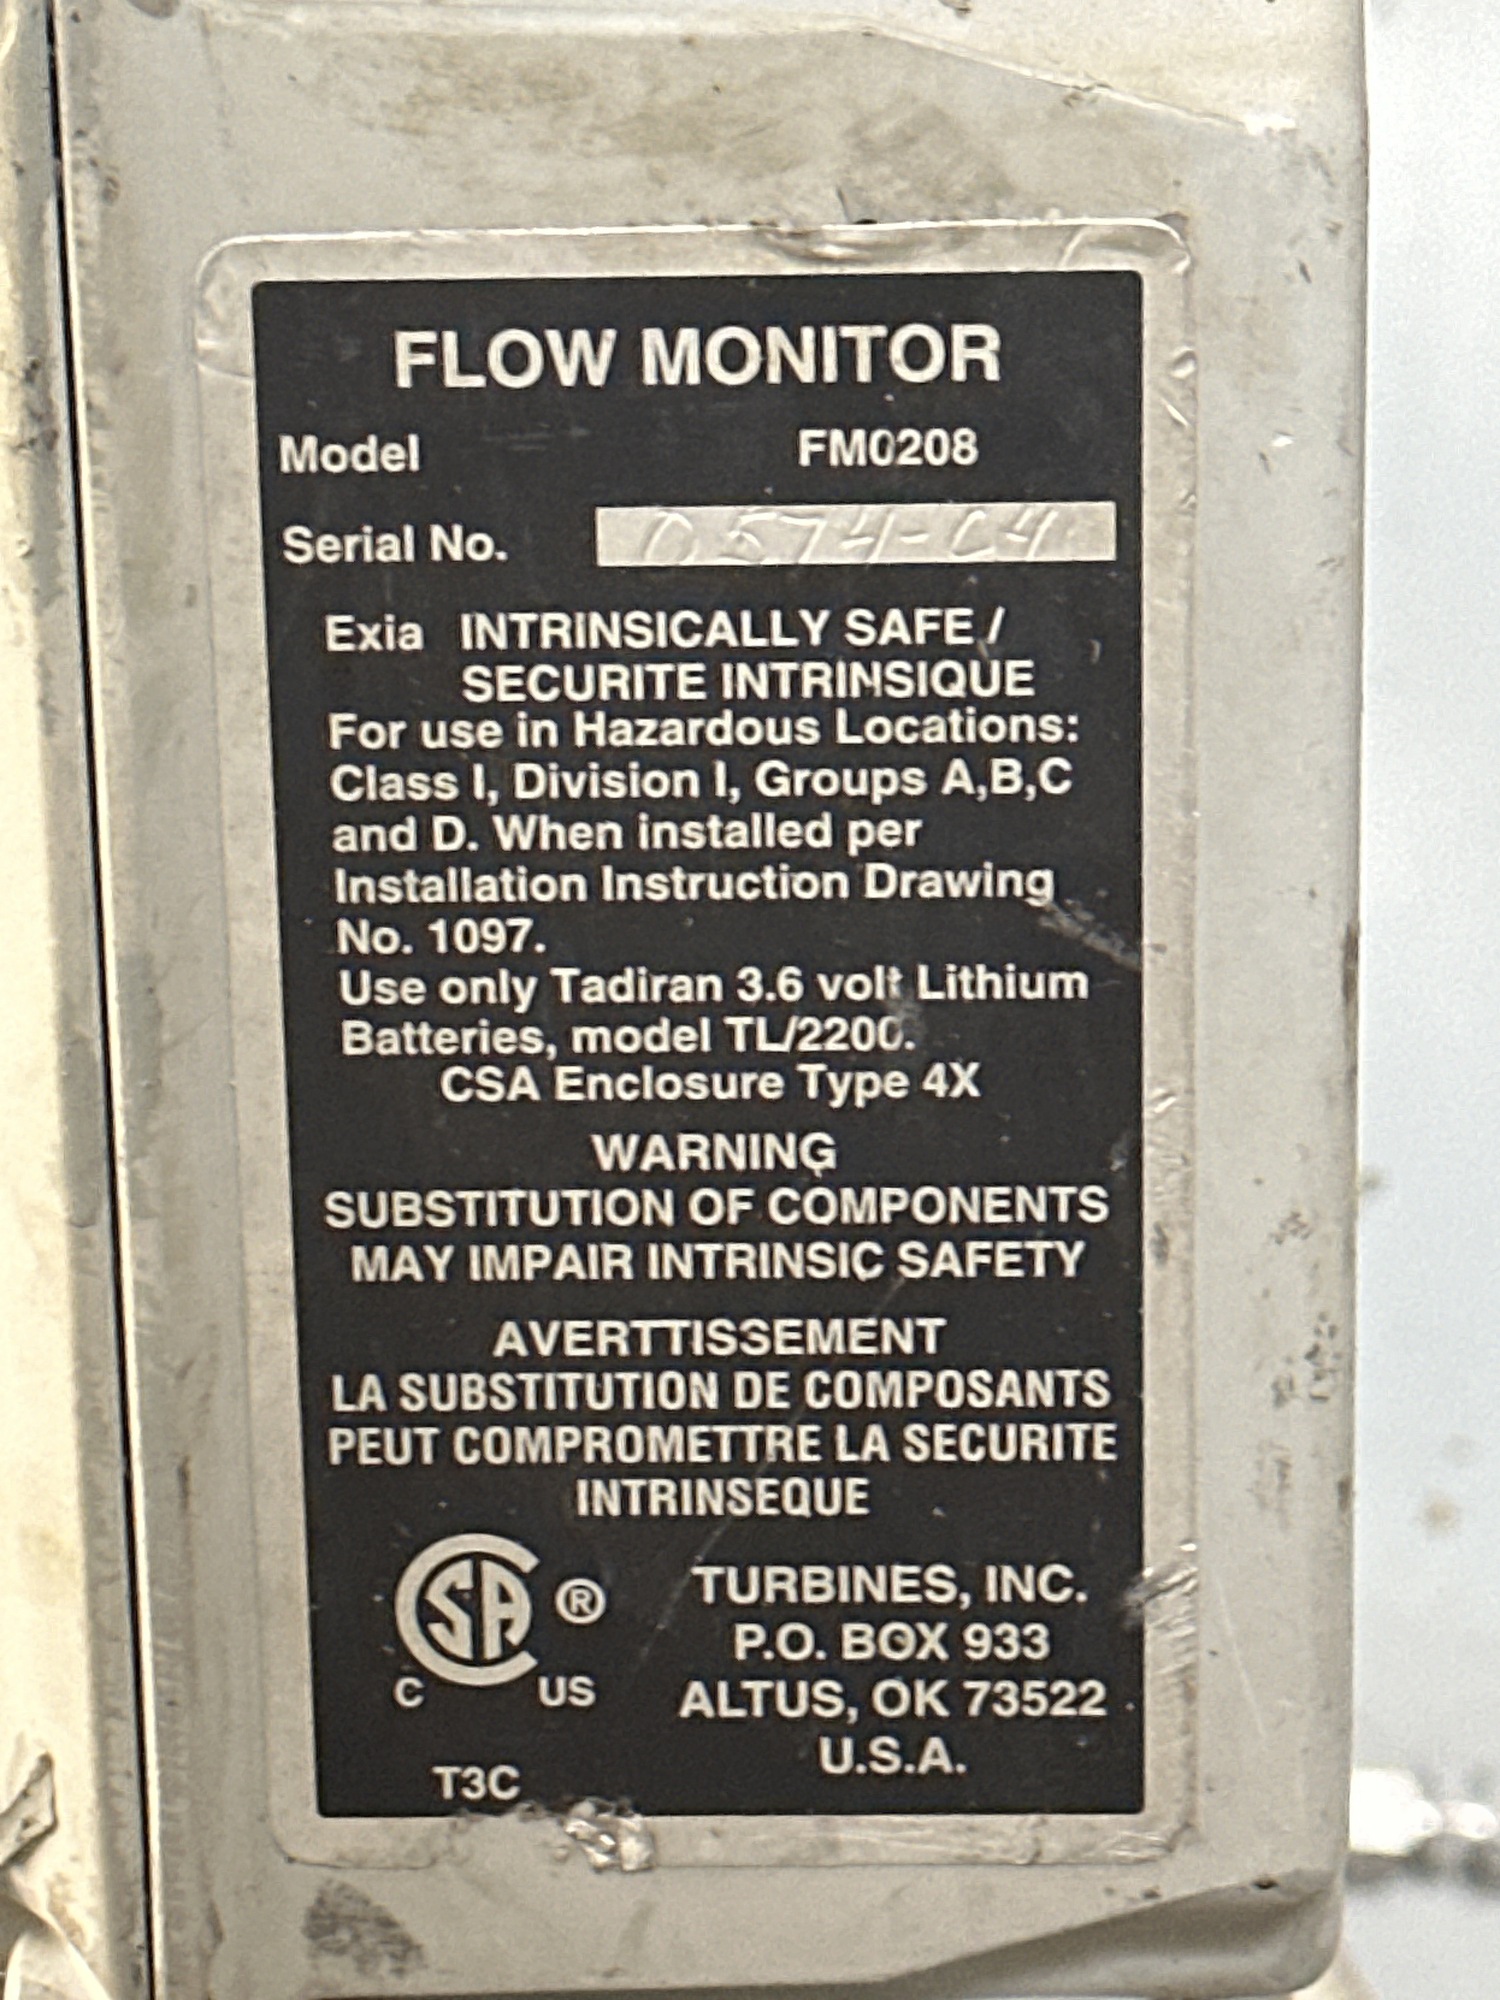 FLOW MONITOR
Model FM0208
Serial No. 0574-C4
Exia INTRINSICALLY SAFE /
SECURITE INTRINSIQUE
For use in Hazardous Locations:
Class I, Division I, Groups A,B,C
and D. When installed per
Installation Instruction Drawing
No. 1097.
Use only Tadiran 3.6 volt Lithium
Batteries, model TL/2200.
CSA Enclosure Type 4X
WARNING
SUBSTITUTION OF COMPONENTS
MAY IMPAIR INTRINSIC SAFETY
AVERTTISSEMENT
LA SUBSTITUTION DE COMPOSANTS
PEUT COMPROMETTRE LA SECURITE
INTRINSEQUE
CSA ®
C US
T3C
TURBINES, INC.
P.O. BOX 933
ALTUS, OK 73522
U.S.A.